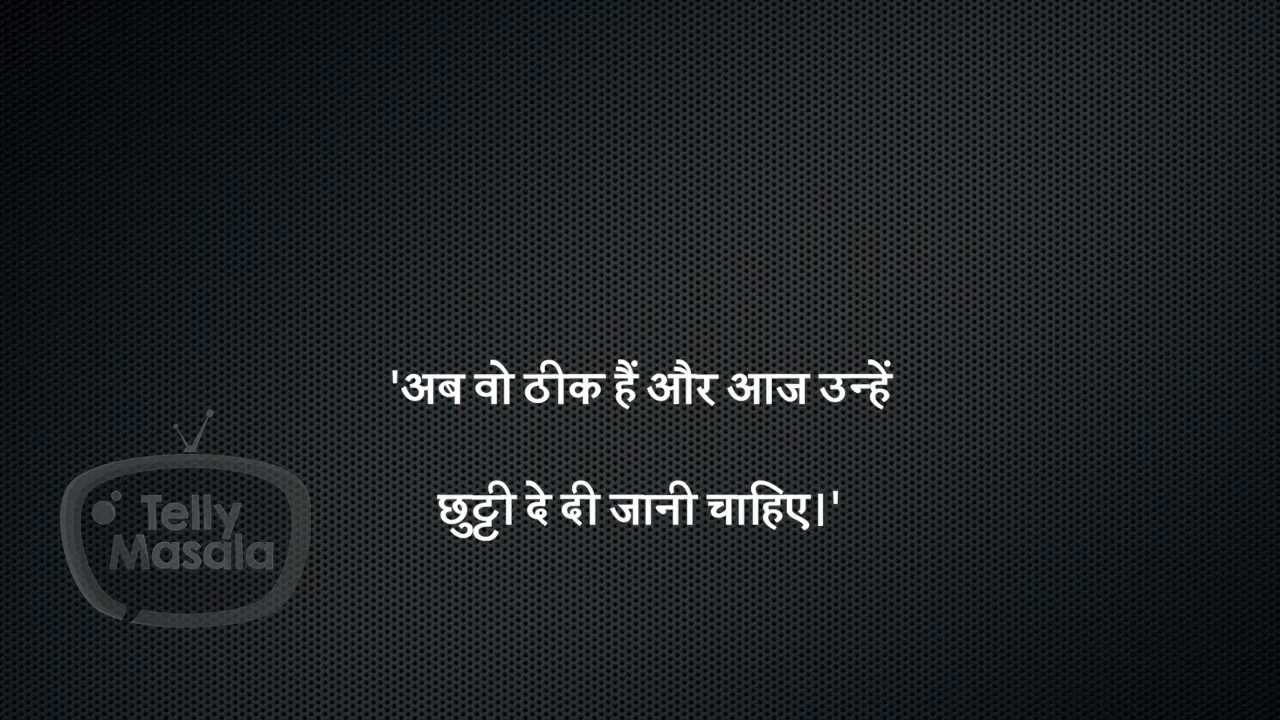 'अब वो ठीक हैं और आज उन्हें
छुट्टी दे दी जानी चाहिए।'
Telly
Masala